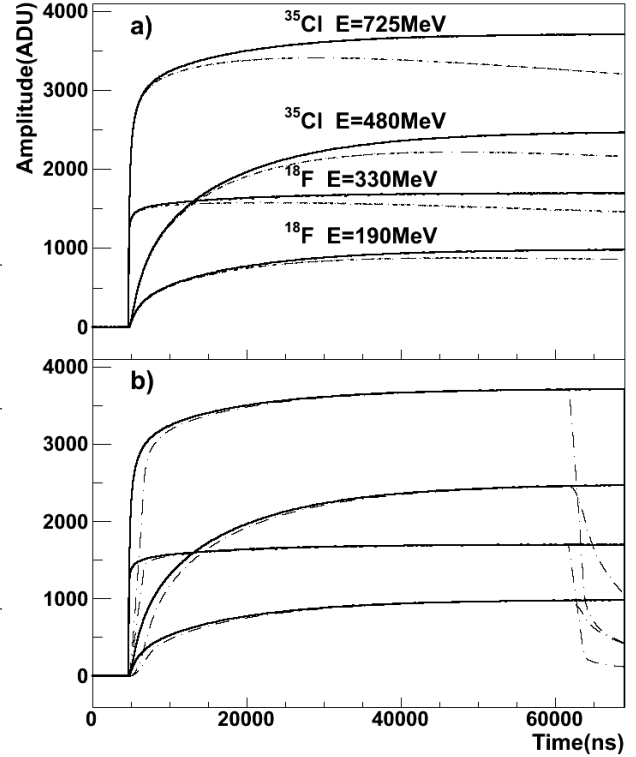 a)
³⁵Cl E=725MeV
4000
Amplitude(ADU)
3000
³⁵Cl E=480MeV
2000
¹⁸F E=330MeV
¹⁸F E=190MeV
1000
0
b)
4000
3000
2000
1000
0
0 20000 40000 60000
Time(ns)